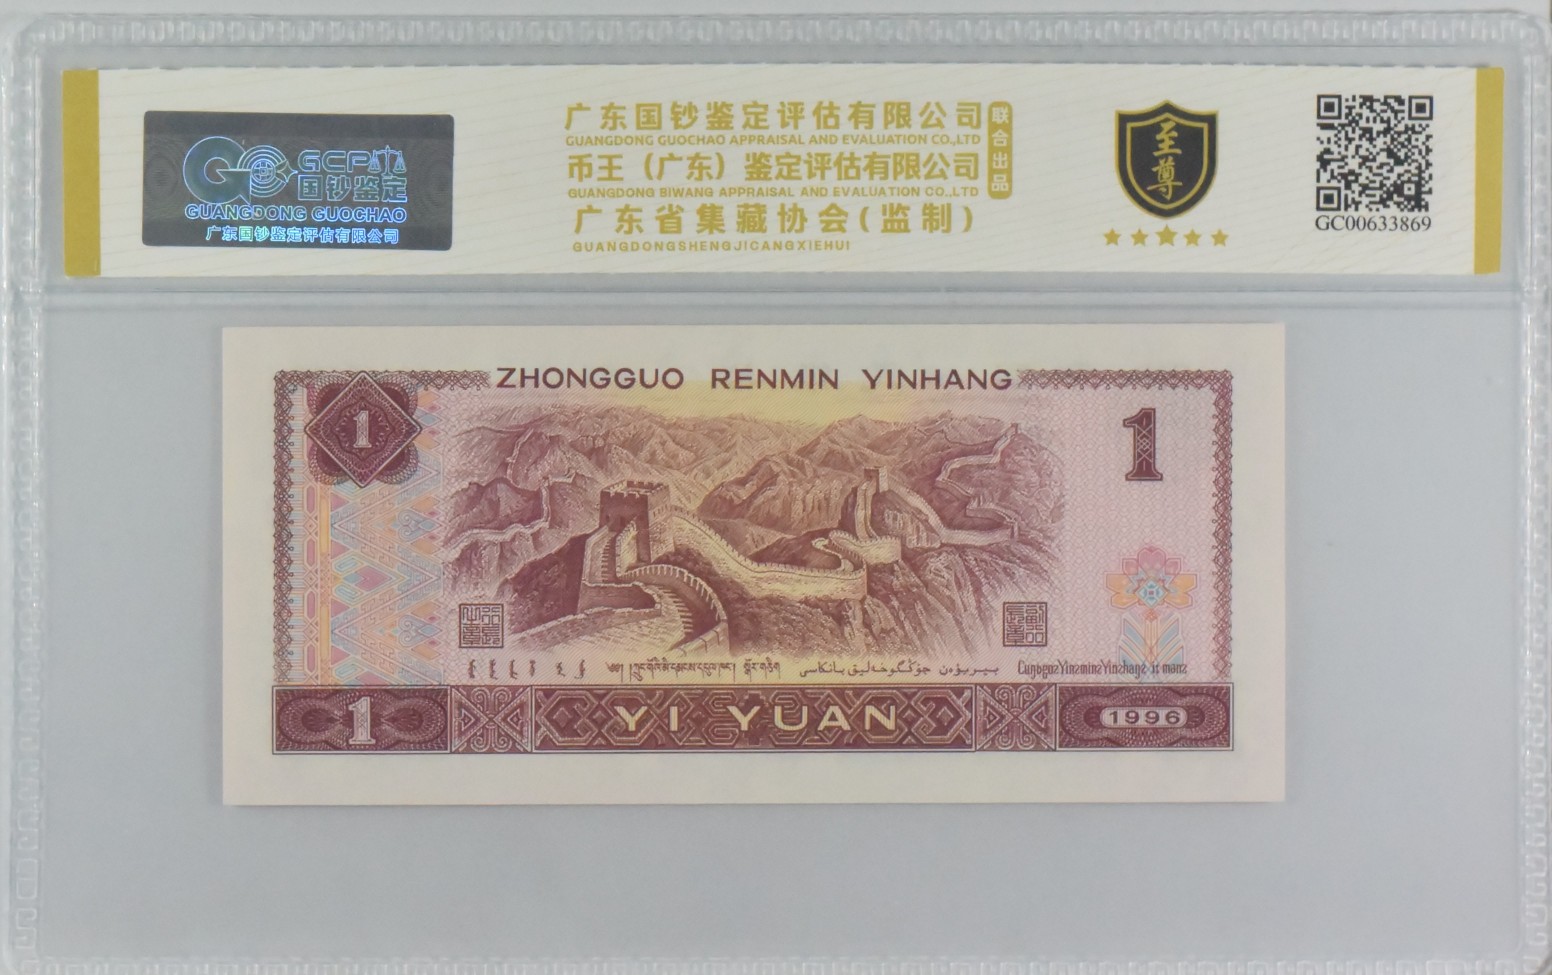 GCP
国钞鉴定
GUANGDONG GUOCHAO
广东国钞鉴定评估有限公司
广东国钞鉴定评估有限公司
GUANGDONG GUOCHAO APPRAISAL AND EVALUATION CO.,LTD
币王（广东）鉴定评估有限公司
GUANGDONG BIWANG APPRAISAL AND EVALUATION CO.,LTD
广东省集藏协会(监制)
GUANGDONGSHENGJICANGXIEHUI
联合出品
至尊
GC00633869
ZHONGGUO RENMIN YINHANG
1
1
1
YI YUAN
1996